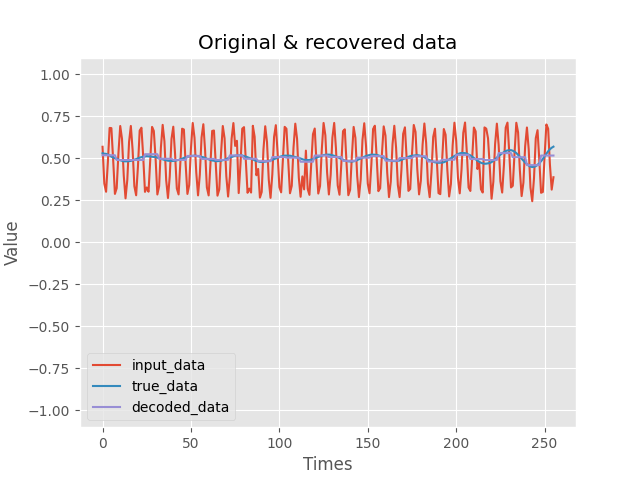 Original & recovered data
1.00
0.75
0.50
0.25
0.00
−0.25
−0.50
−0.75
−1.00
Value
input_data
true_data
decoded_data
0 50 100 150 200 250
Times